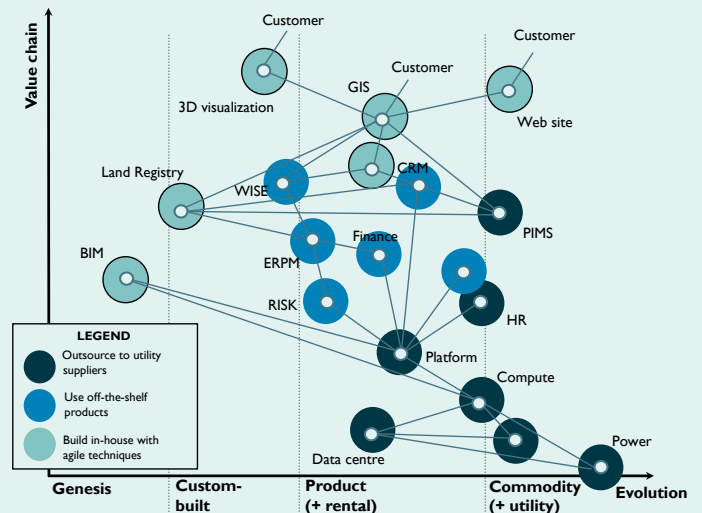 Customer
Customer
Customer
GIS
Value chain
3D visualization
Web site
Land Registry
CRM
WISE
PIMS
Finance
BIM
ERPM
RISK
HR
LEGEND
Outsource to utility
suppliers
Use off-the-shelf
products
Build in-house with
agile techniques
Platform
Compute
Data centre
Power
Genesis
Custom-
built
Product
(+ rental)
Commodity
(+ utility)
Evolution